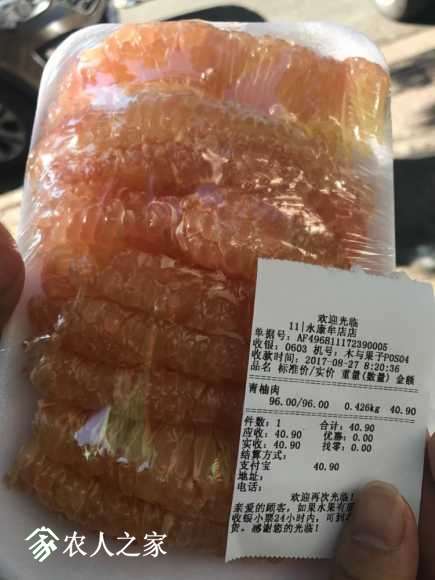 欢迎光临
11|永康牟店店
单据号: AF496811172390005
收银: 0603 机号: 木与果子POS04
收款时间: 2017-08-27 8:20:36
品名 标准价/实价 重量(数量) 金额
青柚肉
96.00/96.00 0.426kg 40.90
件数: 1 合计: 40.90
应收: 40.90 优惠: 0.00
实收: 40.90 找零: 0.00
结算方式:
支付宝 40.90
地址:
电话:
欢迎再次光临!
亲爱的顾客, 如果水果有
收银小票24小时内, 可到
货。感谢您的光临!
农人之家